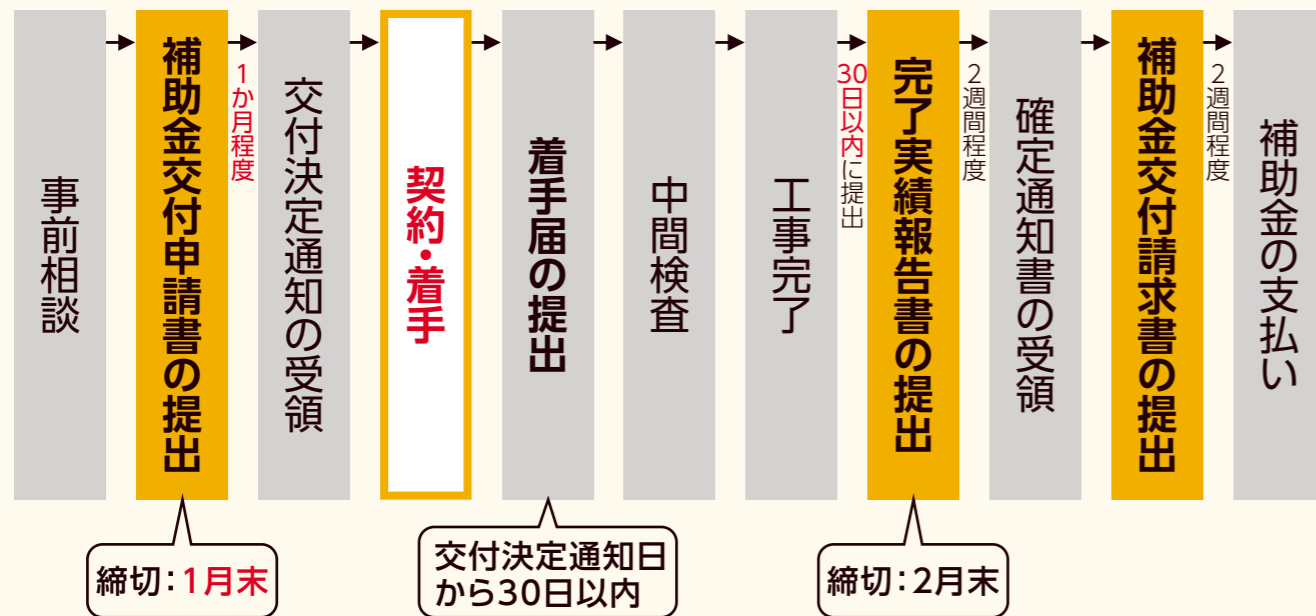 事前相談
補助金交付申請書の提出
1か月程度
交付決定通知の受領
契約・着手
着手届の提出
中間検査
工事完了
30日以内に提出
完了実績報告書の提出
2週間程度
確定通知書の受領
補助金交付請求書の提出
2週間程度
補助金の支払い
締切：1月末
交付決定通知日
から30日以内
締切：2月末